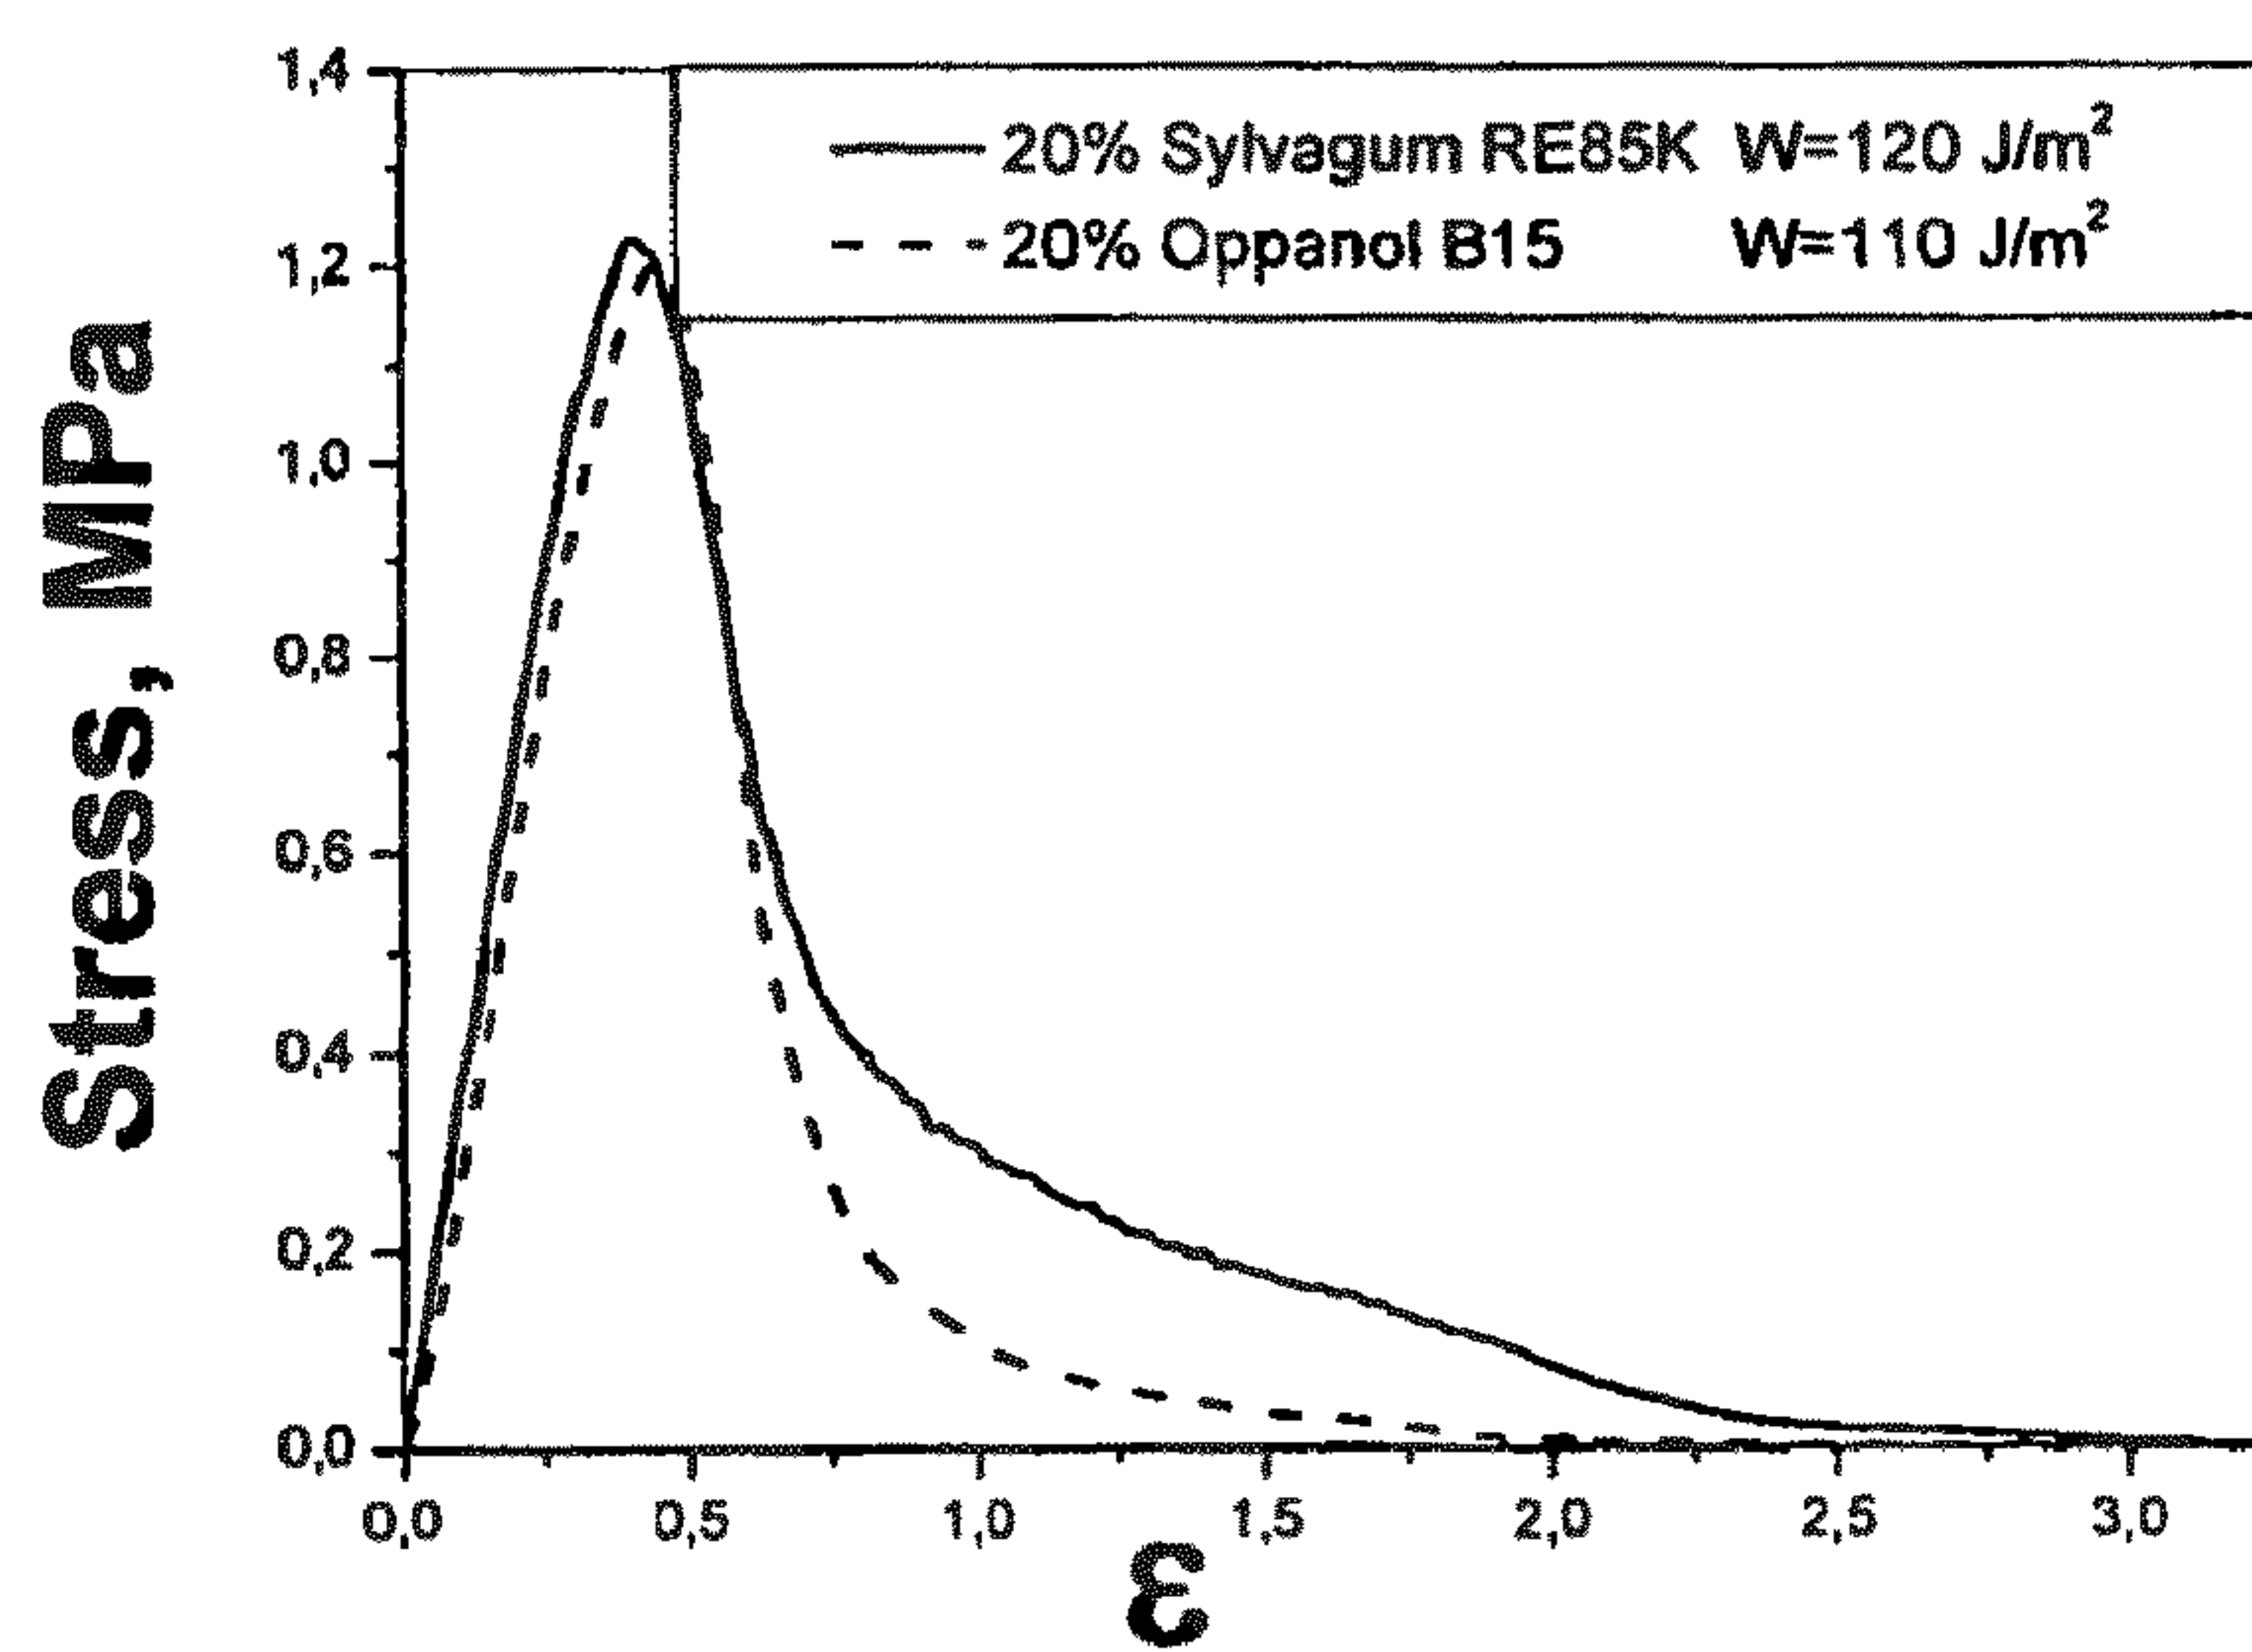 Stress, MPa
1,4
1,2
1,0
0,8
0,6
0,4
0,2
0,0
20% Sylvagum RE85K W=120 J/m²
20% Oppanol B15 W=110 J/m²
0,0 0,5 1,0 1,5 2,0 2,5 3,0
ε